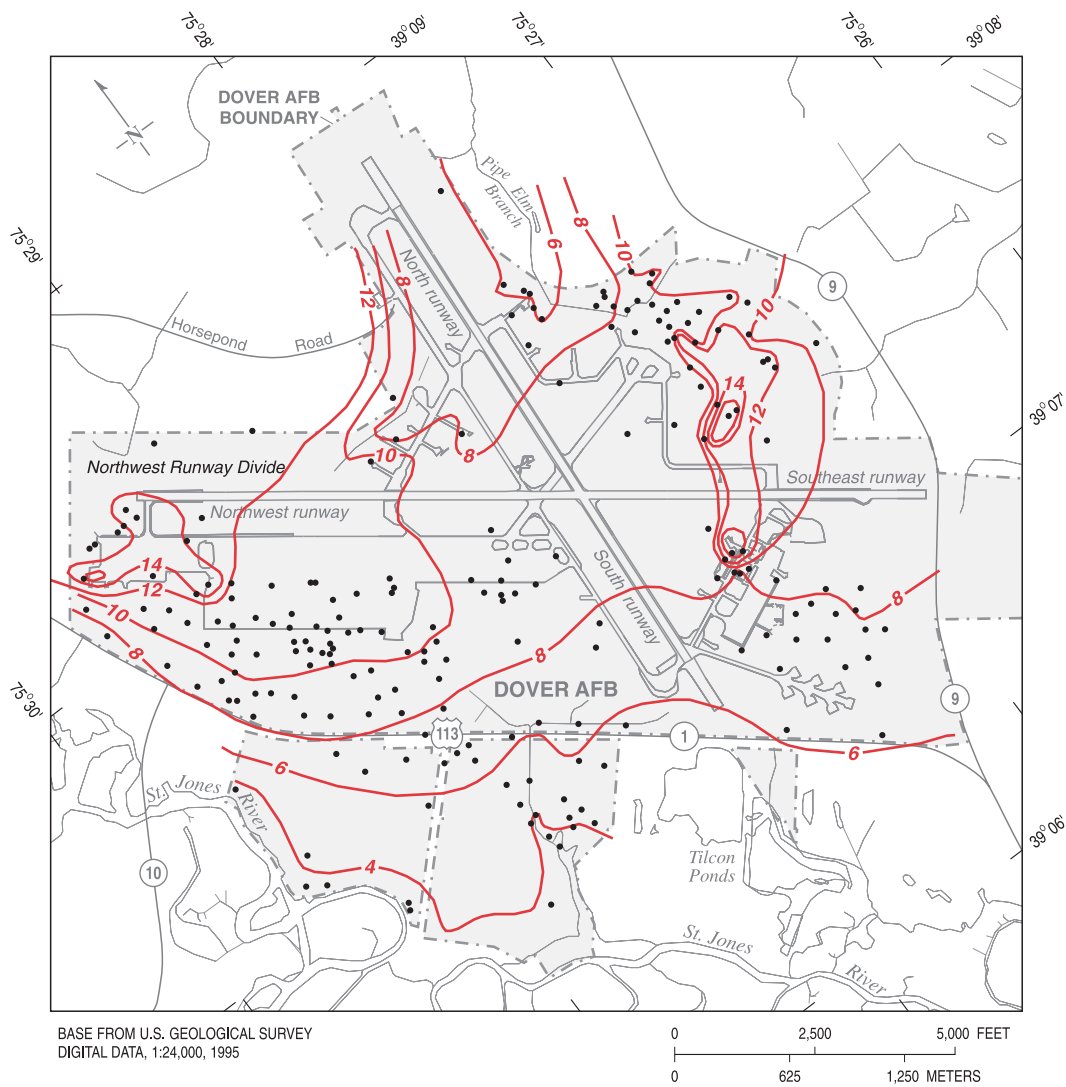 75°28'
39°09'
75°27'
75°26'
39°08'
DOVER AFB
BOUNDARY
N
Pipe Elm
Branch
75°29'
6
8
10
North runway
12
8
10
9
Horsepond Road
14
12
39°07'
8
10
Northwest Runway Divide
Southeast runway
Northwest runway
South runway
14
12
10
8
8
8
DOVER AFB
75°30'
9
113
1
6
6
St. Jones
River
39°06'
10
4
Tilcon
Ponds
St. Jones
River
BASE FROM U.S. GEOLOGICAL SURVEY
DIGITAL DATA, 1:24,000, 1995
0 2,500 5,000 FEET
0 625 1,250 METERS